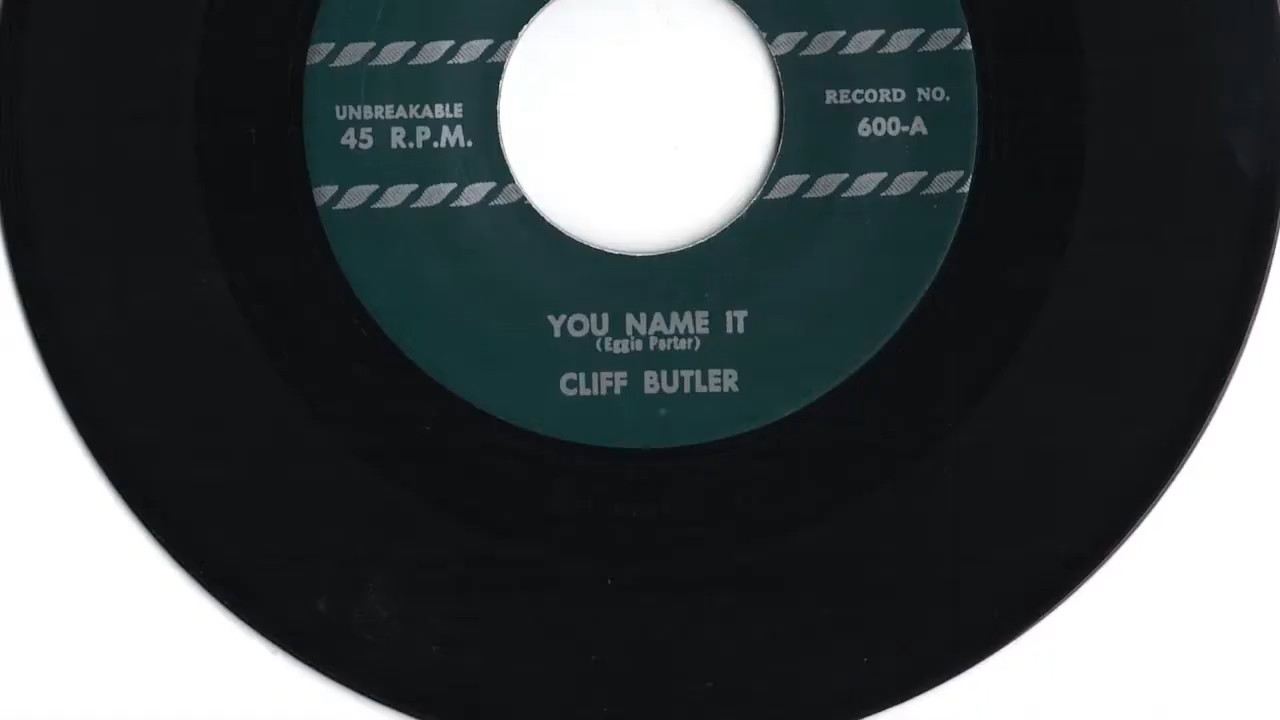 UNBREAKABLE
45 R.P.M.
RECORD NO.
600-A
YOU NAME IT
(Eggie Porter)
CLIFF BUTLER